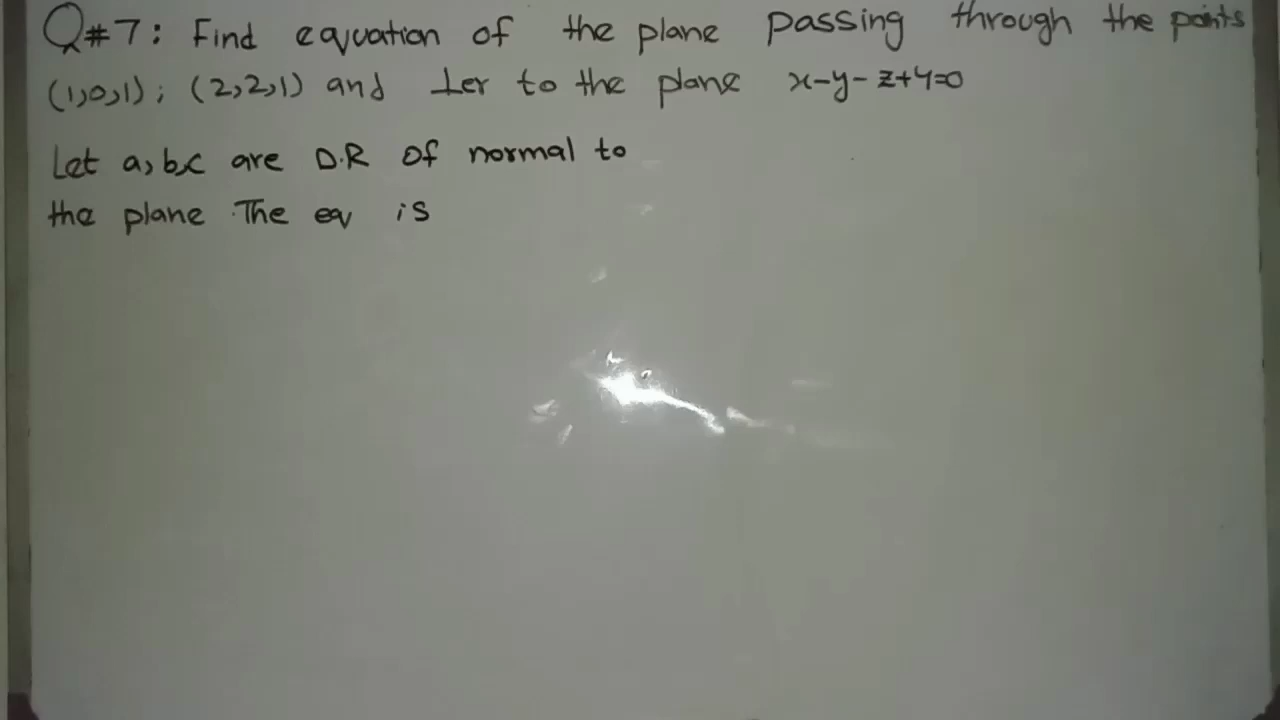 Q#7: Find equation of the plane passing through the points
(1,0,1); (2,2,1) and ⊥er to the plane x-y-z+4=0
Let a,b,c are D.R of normal to
the plane. The eq is